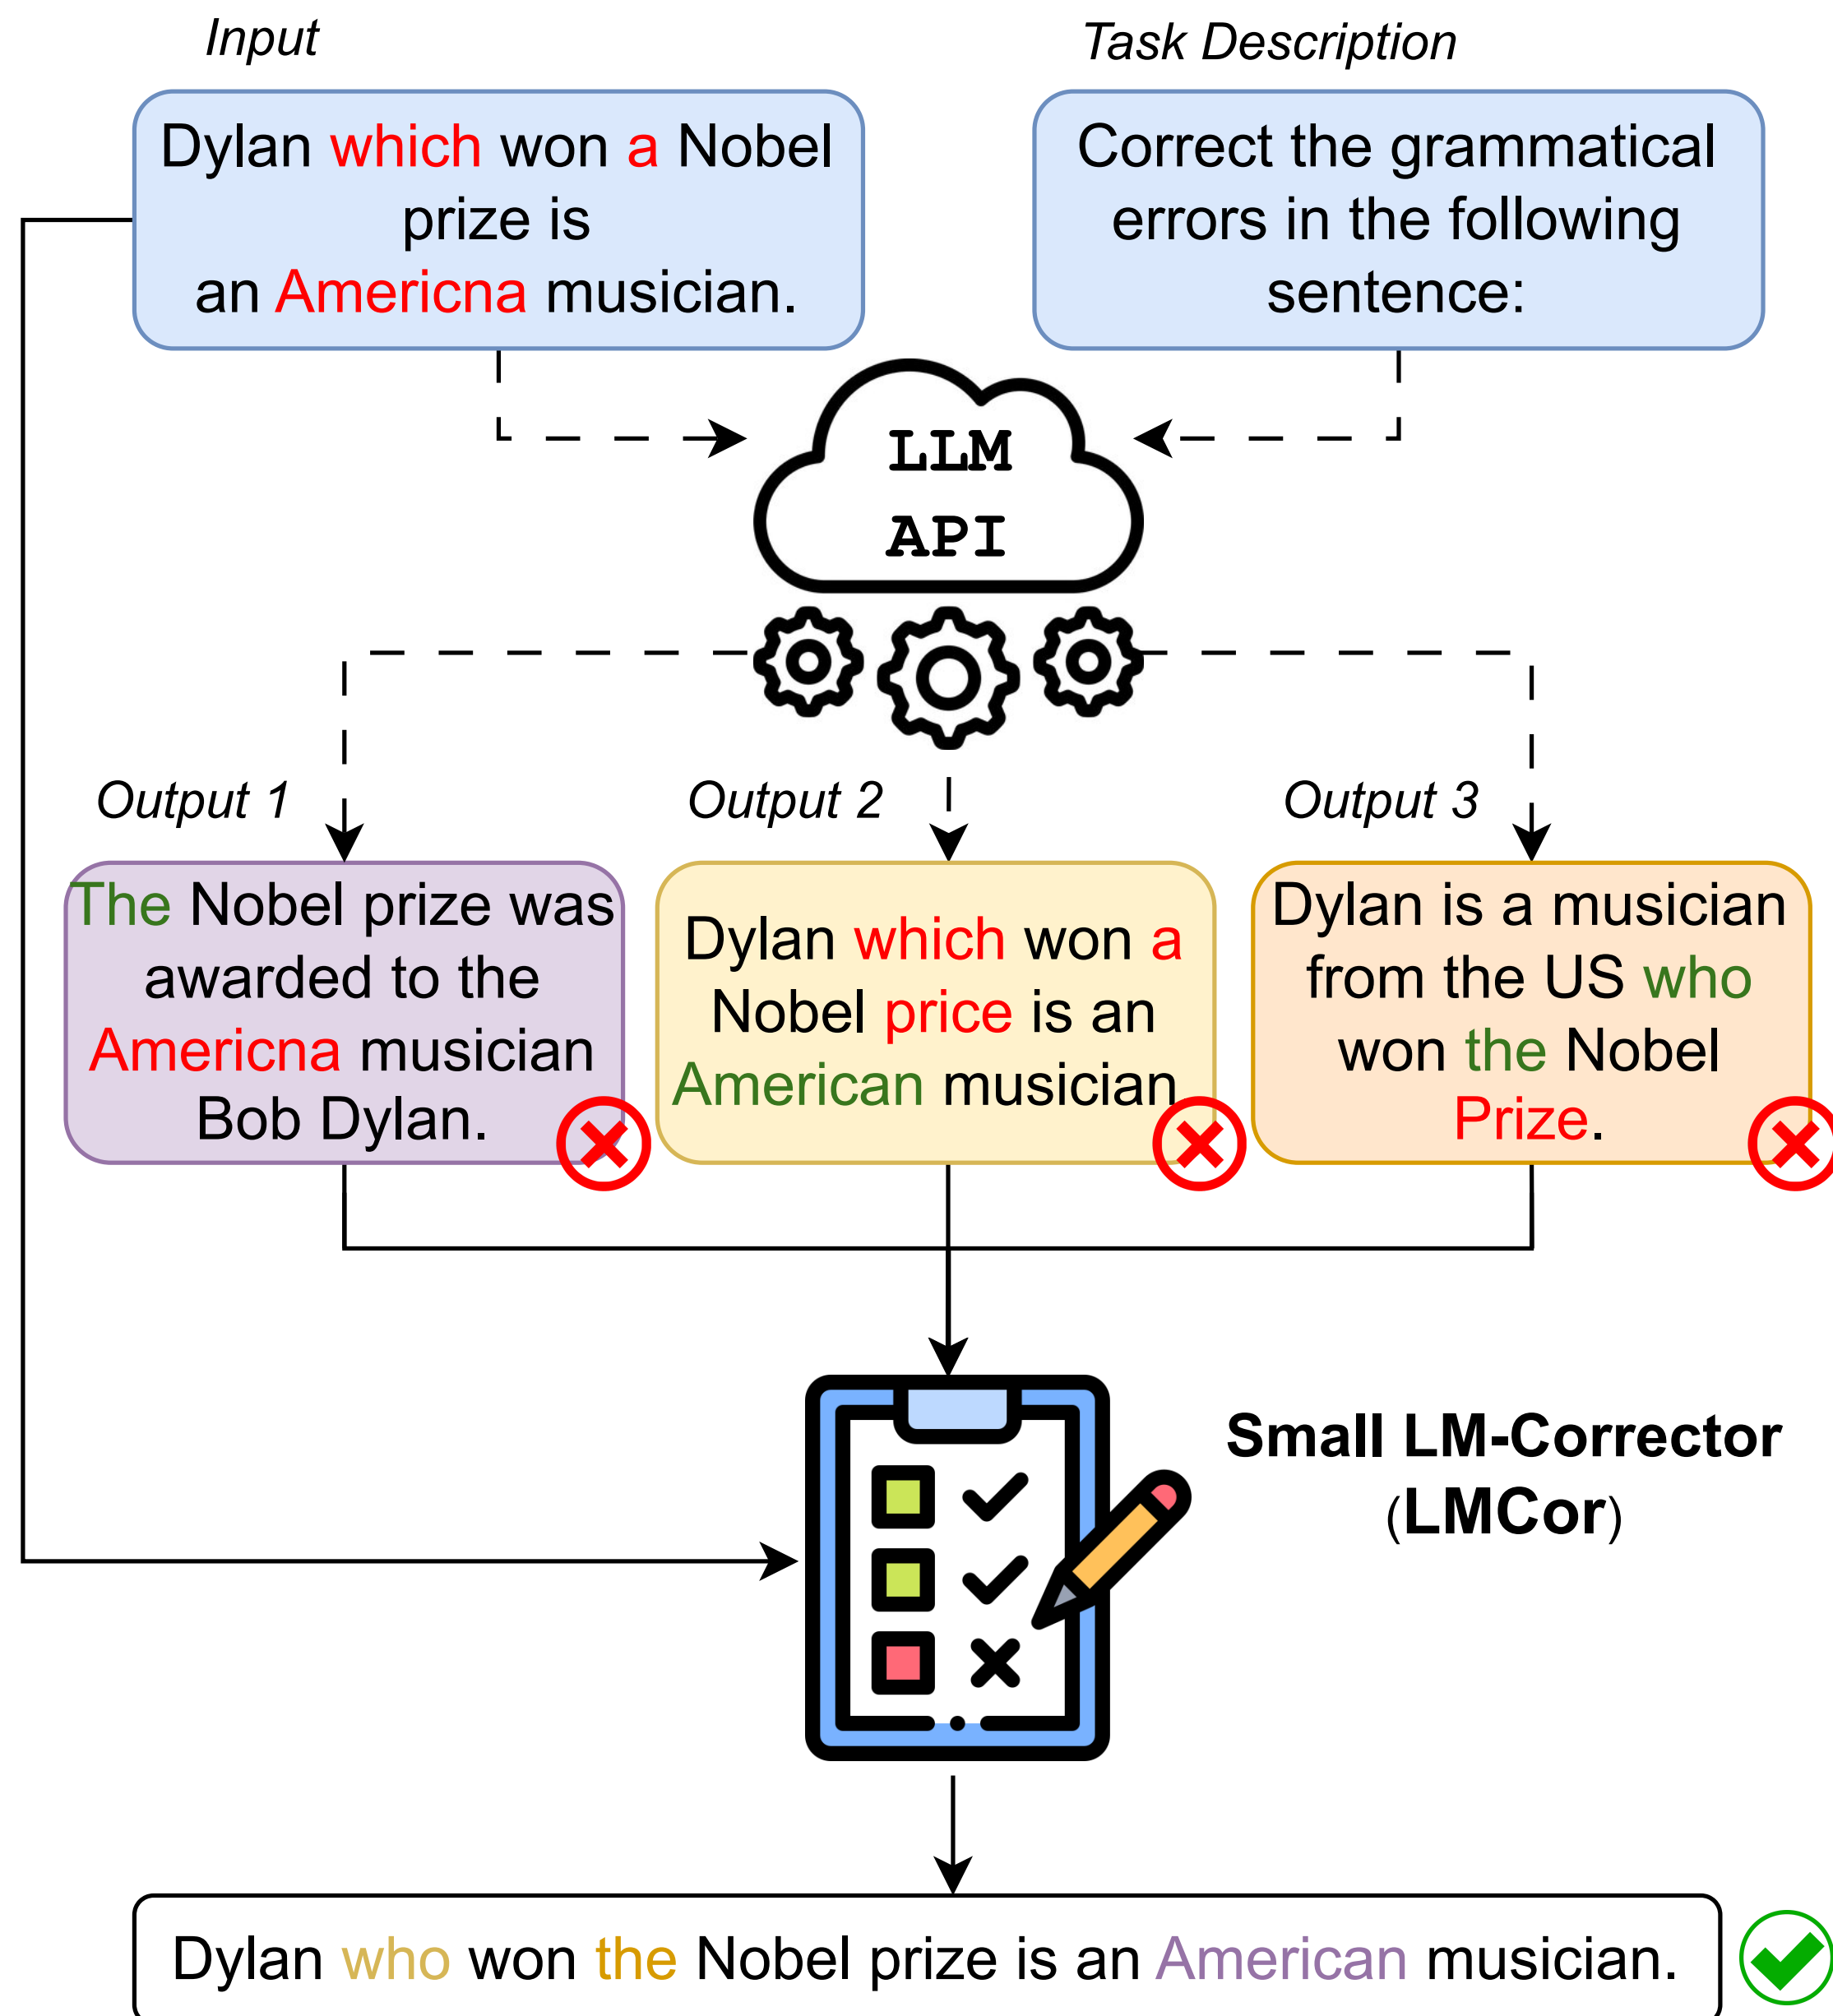 Input
Task Description
Dylan which won a Nobel
prize is
an Americna musician.
Correct the grammatical
errors in the following
sentence:
LLM
API
Output 1
Output 2
Output 3
The Nobel prize was
awarded to the
Americna musician
Bob Dylan.
Dylan which won a
Nobel price is an
American musician
Dylan is a musician
from the US who
won the Nobel
Prize.
Small LM-Corrector
(LMCor)
Dylan who won the Nobel prize is an American musician.